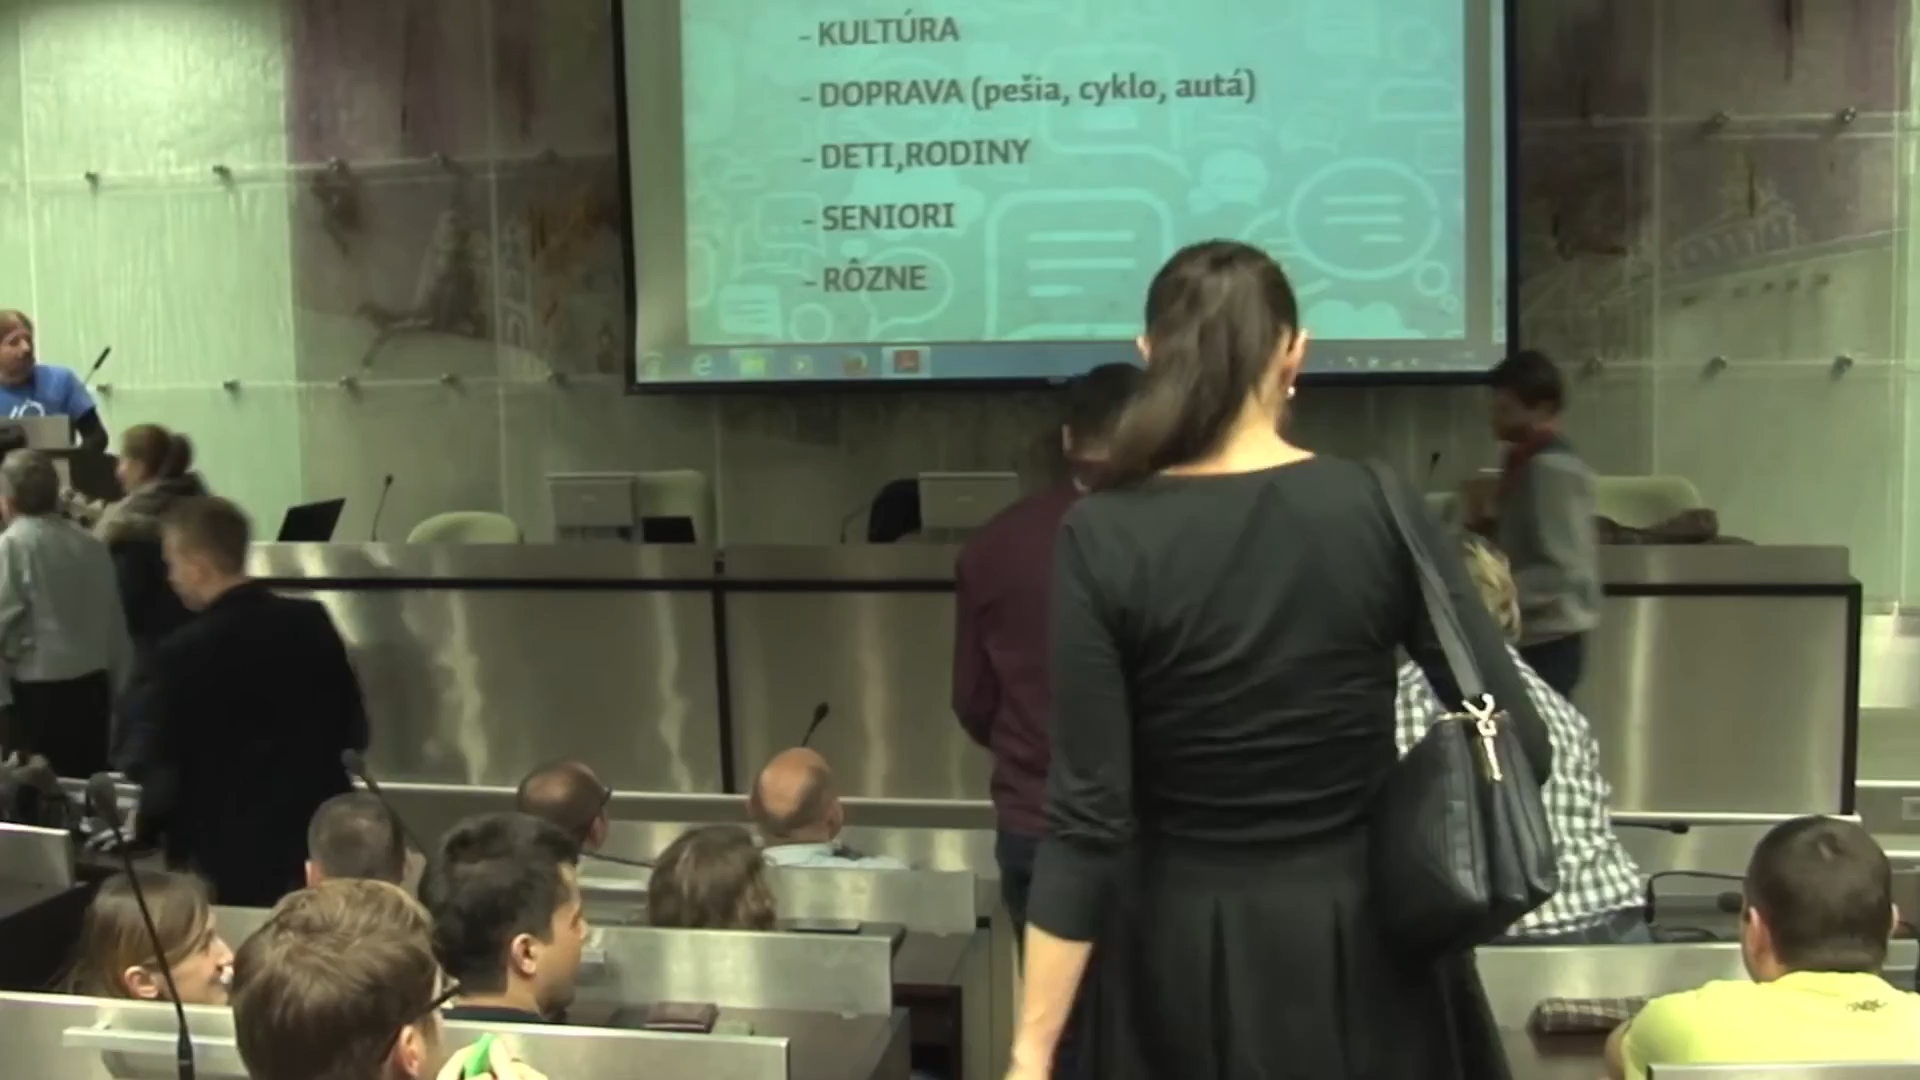 - KULTÚRA
- DOPRAVA (pešia, cyklo, autá)
- DETI,RODINY
- SENIORI
- RÔZNE